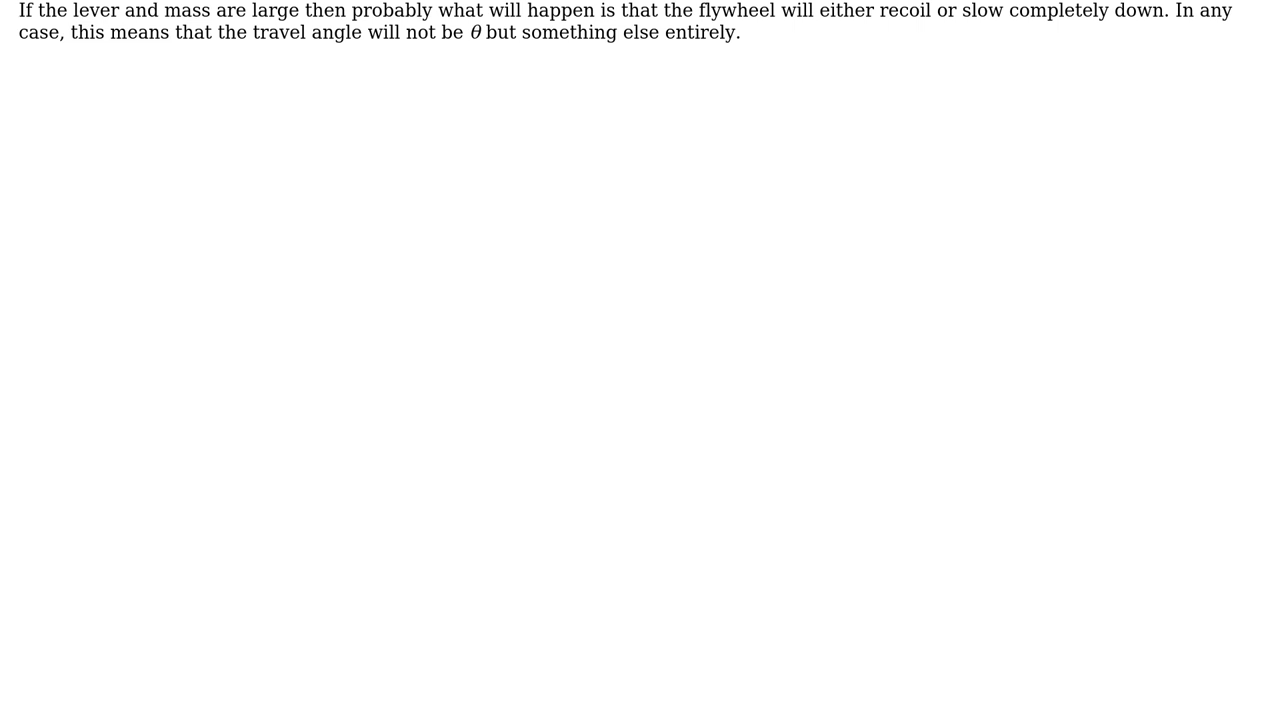 If the lever and mass are large then probably what will happen is that the flywheel will either recoil or slow completely down. In any
case, this means that the travel angle will not be θ but something else entirely.